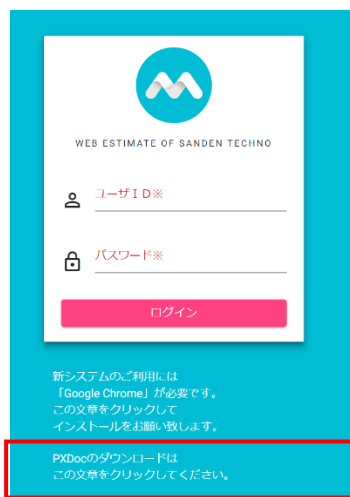 WEB ESTIMATE OF SANDEN TECHNO
ユーザＩＤ※
パスワード※
ログイン
新システムのご利用には
「Google Chrome」が必要です。
この文章をクリックして
インストールをお願い致します。
PXDocのダウンロードは
この文章をクリックしてください。